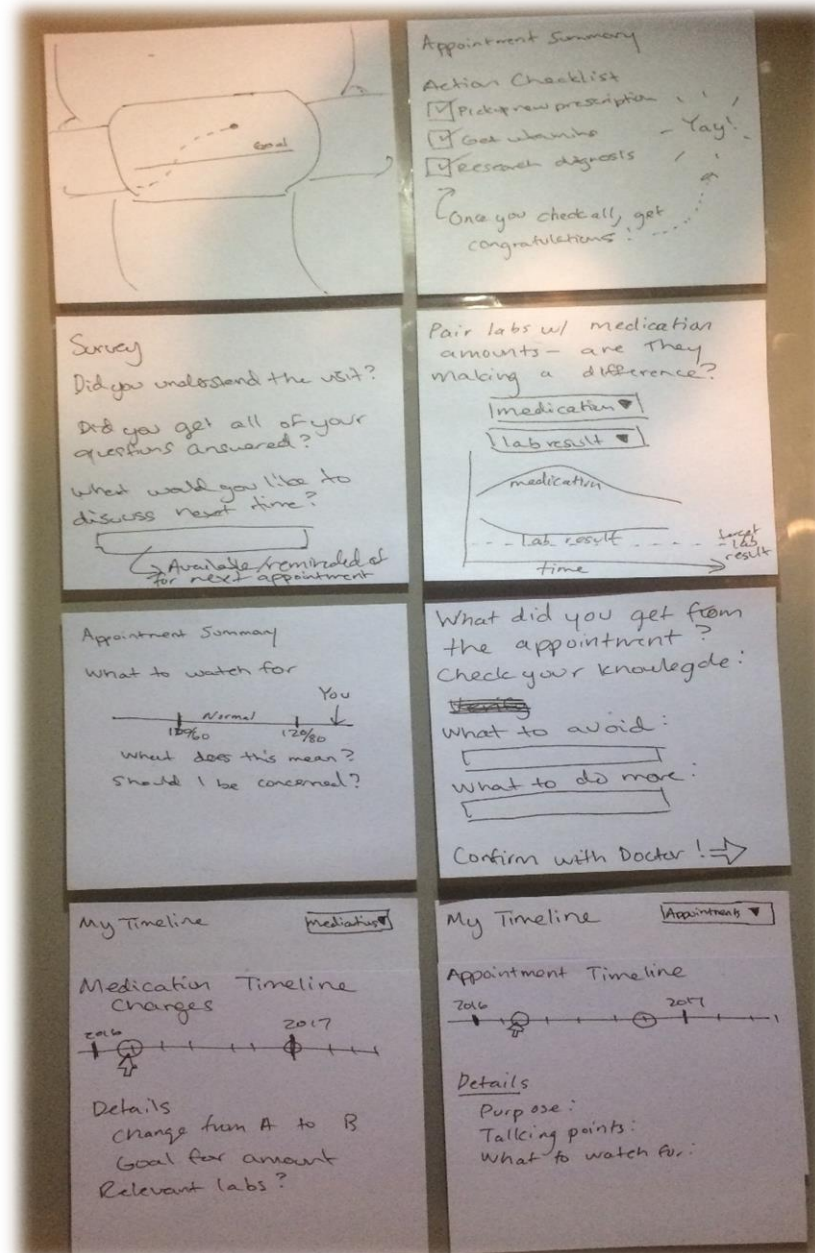 Goal
Appointment Summary
Action Checklist
Pick up new prescription
Get vitamins
Research diagnosis
Yay!
Once you check all, get
congratulations!
Survey
Did you understand the visit?
Did you get all of your
questions answered?
What would you like to
discuss next time?
Available/reminded of
for next appointment
Pair labs w/ medication
amounts - are they
making a difference?
medication ▼
lab result ▼
medication
lab result
target
lab
result
time
Appointment Summary
What to watch for
You
Normal
120/80
What does this mean?
Should I be concerned?
What did you get from
the appointment?
Check your knowlegde:
What to avoid:
What to do more:
Confirm with Doctor!
My Timeline
Medication Timeline
Changes
2016
2017
Details
Change from A to B
Goal for amount
Relevant labs?
My Timeline
Appointments ▼
Appointment Timeline
2016
2017
Details
Purpose:
Talking points:
What to watch for: